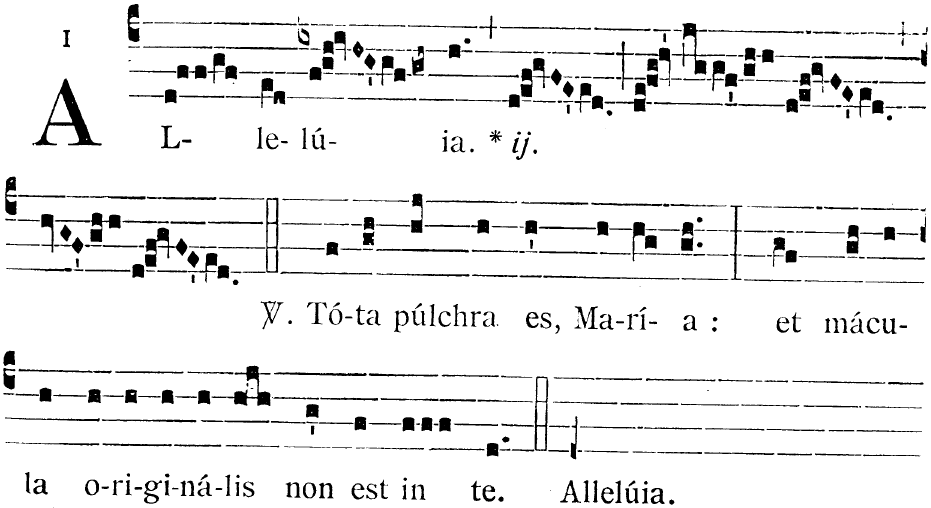 I
AL- le- lú- ia. * ij.
℣. Tó-ta púlchra es, Ma-rí- a : et mácu-
la o-ri-gi-ná-lis non est in te. Allelúia.